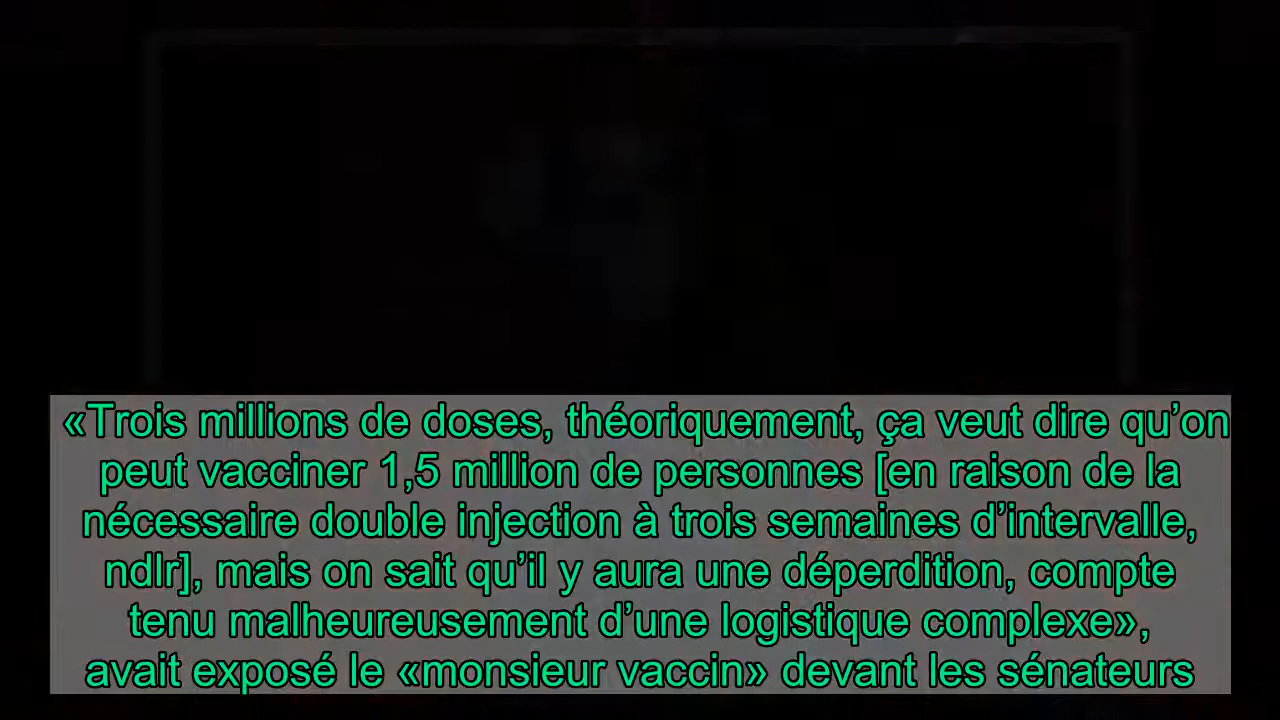 «Trois millions de doses, théoriquement, ça veut dire qu’on
peut vacciner 1,5 million de personnes [en raison de la
nécessaire double injection à trois semaines d’intervalle,
ndlr], mais on sait qu’il y aura une déperdition, compte
tenu malheureusement d’une logistique complexe»,
avait exposé le «monsieur vaccin» devant les sénateurs